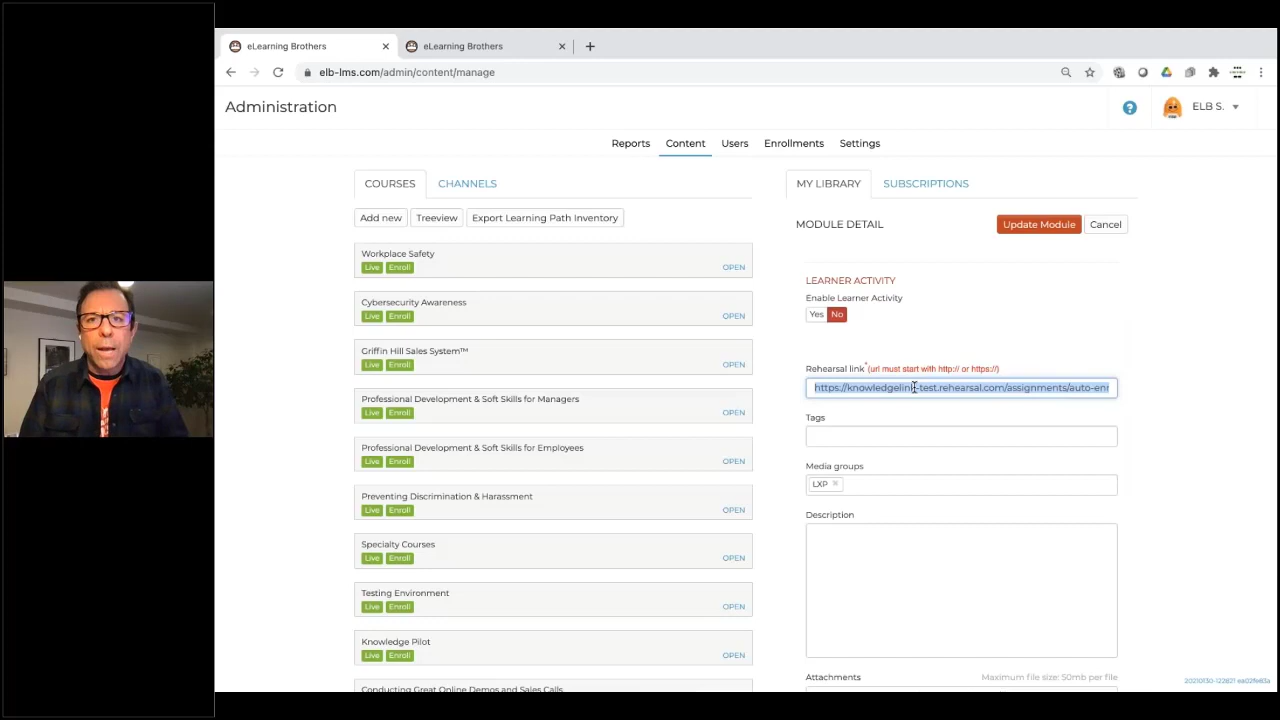 eLearning Brothers
eLearning Brothers
elb-lms.com/admin/content/manage
Administration
ELB S.
Reports Content Users Enrollments Settings
COURSES CHANNELS
Add new Treeview Export Learning Path Inventory
Workplace Safety
Live Enroll OPEN
Cybersecurity Awareness
Live Enroll OPEN
Griffin Hill Sales System™
Live Enroll OPEN
Professional Development & Soft Skills for Managers
Live Enroll OPEN
Professional Development & Soft Skills for Employees
Live Enroll OPEN
Preventing Discrimination & Harassment
Live Enroll OPEN
Specialty Courses
Live Enroll OPEN
Testing Environment
Live Enroll OPEN
Knowledge Pilot
Live Enroll OPEN
Conducting Great Online Demos and Sales Calls
MY LIBRARY SUBSCRIPTIONS
MODULE DETAIL Update Module Cancel
LEARNER ACTIVITY
Enable Learner Activity
Yes No
Rehearsal link * (url must start with http:// or https://)
https://knowledgelink-test.rehearsal.com/assignments/auto-enr
Tags
Media groups
LXP ×
Description
Attachments Maximum file size: 50mb per file